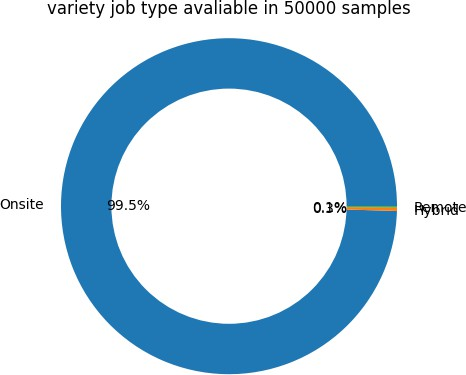 variety job type avaliable in 50000 samples
Onsite
99.5%
Remote
Hybrid